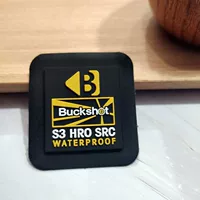 B
Buckshot
S3 HRO SRC
WATERPROOF